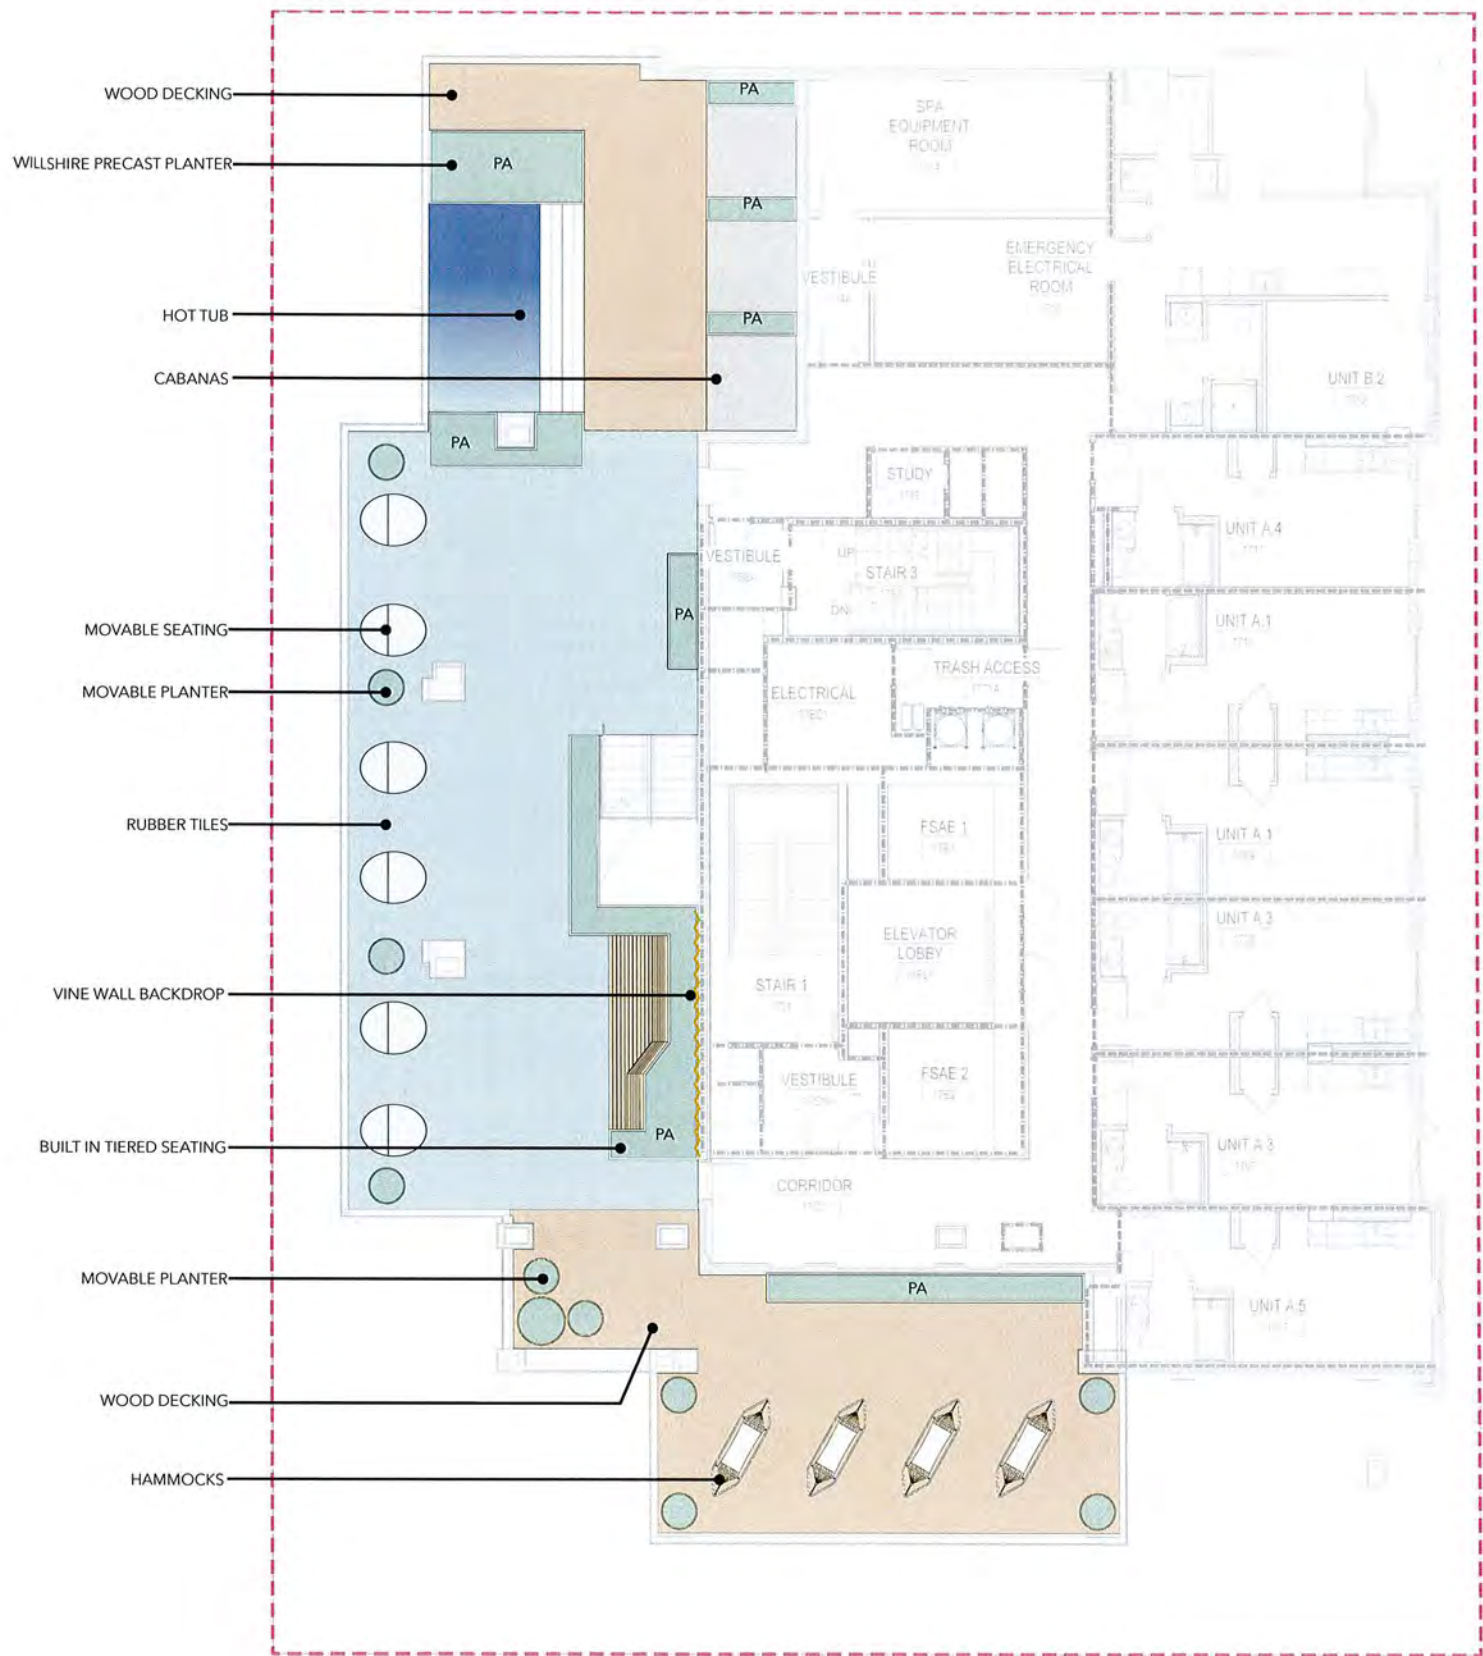 WOOD DECKING
WILLSHIRE PRECAST PLANTER
HOT TUB
CABANAS
MOVABLE SEATING
MOVABLE PLANTER
RUBBER TILES
VINE WALL BACKDROP
BUILT IN TIERED SEATING
MOVABLE PLANTER
WOOD DECKING
HAMMOCKS
PA
PA
PA
PA
PA
PA
PA
PA
SPA
EQUIPMENT
ROOM
EMERGENCY
ELECTRICAL
ROOM
VESTIBULE
UNIT B.2
STUDY
UNIT A.4
VESTIBULE
UP
STAIR 3
DN
UNIT A.1
TRASH ACCESS
ELECTRICAL
FSAE 1
UNIT A.1
ELEVATOR
LOBBY
UNIT A.3
STAIR 1
VESTIBULE
FSAE 2
UNIT A.3
CORRIDOR
UNIT A.5